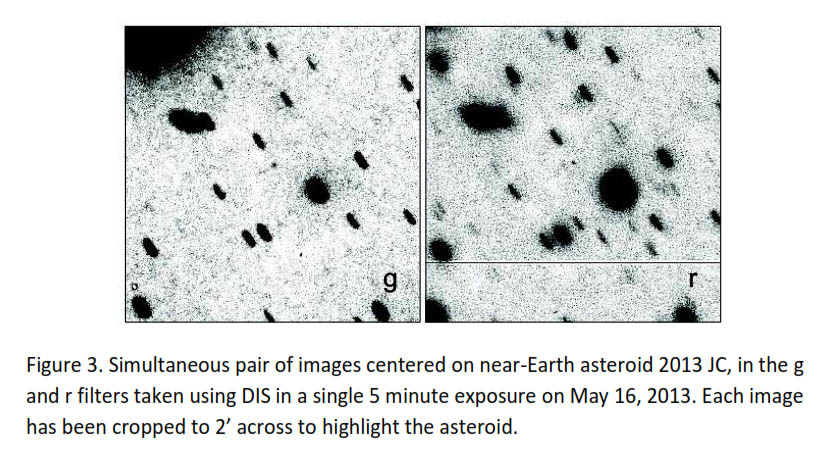 g
r
Figure 3. Simultaneous pair of images centered on near-Earth asteroid 2013 JC, in the g
and r filters taken using DIS in a single 5 minute exposure on May 16, 2013. Each image
has been cropped to 2’ across to highlight the asteroid.